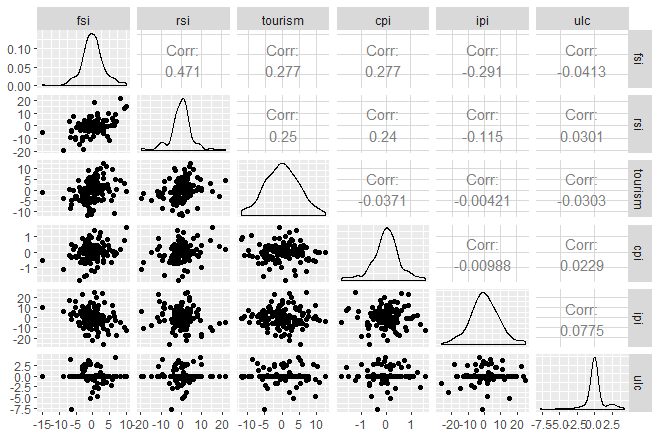 fsi rsi tourism cpi ipi ulc
0.10
0.05
0.00
Corr: Corr: Corr: Corr: Corr:
0.471 0.277 0.277 -0.291 -0.0413
fsi
20
10
0
-10
-20
Corr: Corr: Corr: Corr:
0.25 0.24 -0.115 0.0301
rsi
10
5
0
-5
-10
Corr: Corr: Corr:
-0.0371 -0.00421 -0.0303
tourism
1
0
-1
Corr: Corr:
-0.00988 0.0229
cpi
20
10
0
-10
-20
Corr:
0.0775
ipi
2.5
0.0
-2.5
-5.0
-7.5
ulc
-15 -10 -5 0 5 10 -20 -10 0 10 20 -10 -5 0 5 10 -1 0 1 -20 -10 0 10 20 -7.5 -5.0 -2.5 0.0 2.5